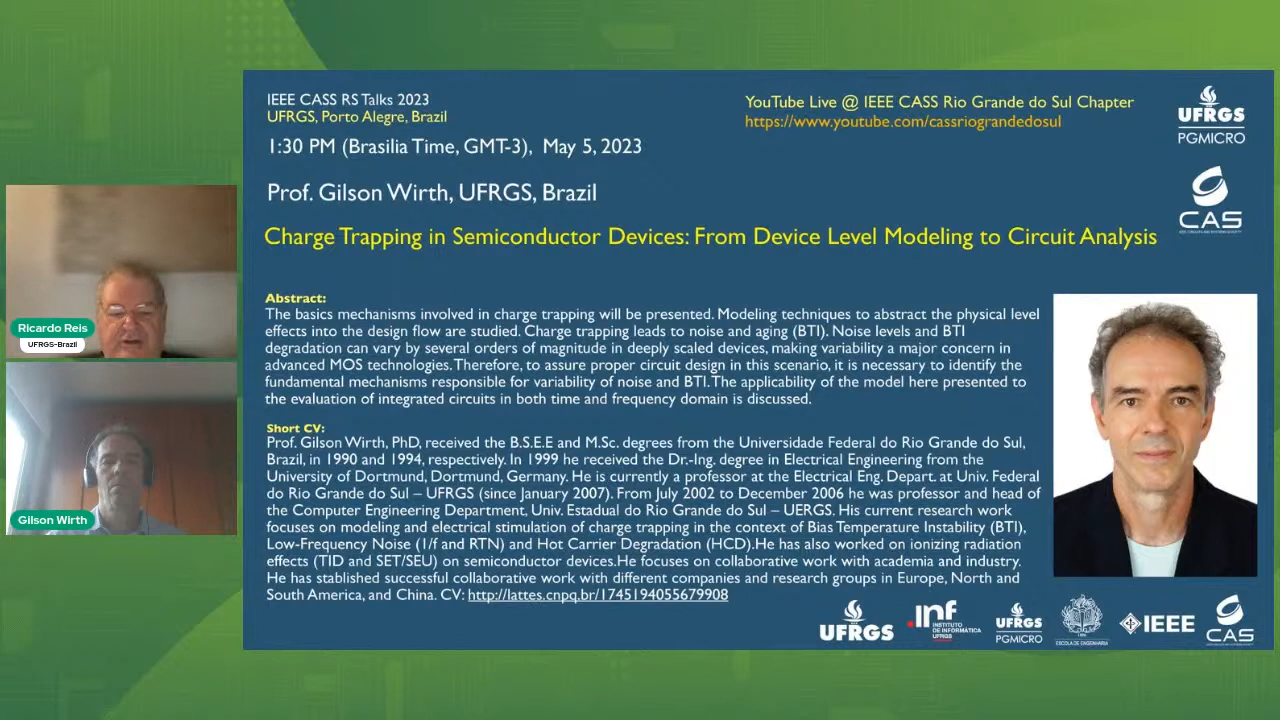 IEEE CASS RS Talks 2023
UFRGS, Porto Alegre, Brazil
1:30 PM (Brasilia Time, GMT-3), May 5, 2023
YouTube Live @ IEEE CASS Rio Grande do Sul Chapter
https://www.youtube.com/cassriograndedosul
UFRGS
PGMICRO
Prof. Gilson Wirth, UFRGS, Brazil
CAS
Charge Trapping in Semiconductor Devices: From Device Level Modeling to Circuit Analysis
Abstract:
The basics mechanisms involved in charge trapping will be presented. Modeling techniques to abstract the physical level
effects into the design flow are studied. Charge trapping leads to noise and aging (BTI). Noise levels and BTI
degradation can vary by several orders of magnitude in deeply scaled devices, making variability a major concern in
advanced MOS technologies. Therefore, to assure proper circuit design in this scenario, it is necessary to identify the
fundamental mechanisms responsible for variability of noise and BTI. The applicability of the model here presented to
the evaluation of integrated circuits in both time and frequency domain is discussed.
Short CV:
Prof. Gilson Wirth, PhD, received the B.S.E.E and M.Sc. degrees from the Universidade Federal do Rio Grande do Sul,
Brazil, in 1990 and 1994, respectively. In 1999 he received the Dr.-Ing. degree in Electrical Engineering from the
University of Dortmund, Dortmund, Germany. He is currently a professor at the Electrical Eng. Depart. at Univ. Federal
do Rio Grande do Sul – UFRGS (since January 2007). From July 2002 to December 2006 he was professor and head of
the Computer Engineering Department, Univ. Estadual do Rio Grande do Sul – UERGS. His current research work
focuses on modeling and electrical stimulation of charge trapping in the context of Bias Temperature Instability (BTI),
Low-Frequency Noise (1/f and RTN) and Hot Carrier Degradation (HCD).He has also worked on ionizing radiation
effects (TID and SET/SEU) on semiconductor devices.He focuses on collaborative work with academia and industry.
He has stablished successful collaborative work with different companies and research groups in Europe, North and
South America, and China. CV: http://lattes.cnpq.br/1745194055679908
Ricardo Reis
UFRGS-Brazil
Gilson Wirth
UFRGS
inf
INSTITUTO
DE INFORMÁTICA
UFRGS
UFRGS
PGMICRO
ESCOLA DE ENGENHARIA
IEEE
CAS